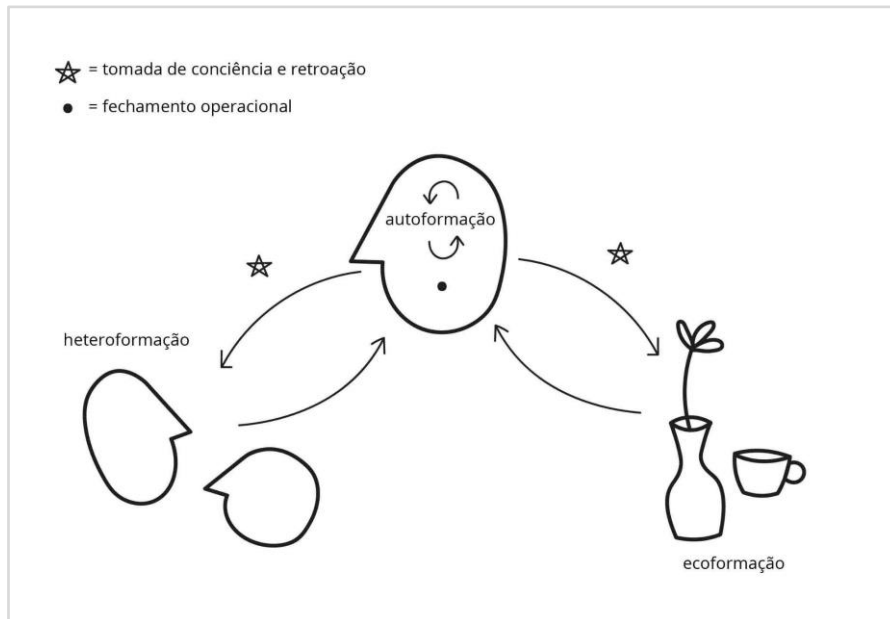 = tomada de conciência e retroação
= fechamento operacional
autoformação
heteroformação
ecoformação